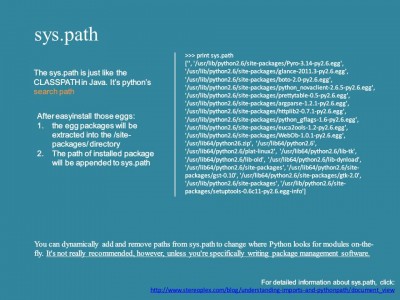 sys.path
The sys.path is just like the
CLASSPATH in Java. It's python's
search path
After easyinstall those eggs:
1. the egg packages will be
extracted into the /site-
packages/ directory
2. The path of installed package
will be appended to sys.path
>>> print sys.path
['', '/usr/lib/python2.6/site-packages/Pyro-3.14-py2.6.egg',
'/usr/lib/python2.6/site-packages/glance-2011.3-py2.6.egg',
'/usr/lib/python2.6/site-packages/boto-2.0-py2.6.egg',
'/usr/lib/python2.6/site-packages/python_novaclient-2.6.5-py2.6.egg',
'/usr/lib/python2.6/site-packages/prettytable-0.5-py2.6.egg',
'/usr/lib/python2.6/site-packages/argparse-1.2.1-py2.6.egg',
'/usr/lib/python2.6/site-packages/httplib2-0.7.1-py2.6.egg',
'/usr/lib/python2.6/site-packages/python_gflags-1.6-py2.6.egg',
'/usr/lib/python2.6/site-packages/euca2ools-1.2-py2.6.egg',
'/usr/lib/python2.6/site-packages/WebOb-1.0.1-py2.6.egg',
'/usr/lib64/python26.zip', '/usr/lib64/python2.6',
'/usr/lib64/python2.6/plat-linux2', '/usr/lib64/python2.6/lib-tk',
'/usr/lib64/python2.6/lib-old', '/usr/lib64/python2.6/lib-dynload',
'/usr/lib64/python2.6/site-packages', '/usr/lib64/python2.6/site-
packages/gst-0.10', '/usr/lib64/python2.6/site-packages/gtk-2.0',
'/usr/lib/python2.6/site-packages', '/usr/lib/python2.6/site-
packages/setuptools-0.6c11-py2.6.egg-info']
You can dynamically add and remove paths from sys.path to change where Python looks for modules on-the-
fly. It's not really recommended, however, unless you're specifically writing package management software.
For detailed information about sys.path, click:
http://www.stereoplex.com/blog/understanding-imports-and-pythonpath/document_view